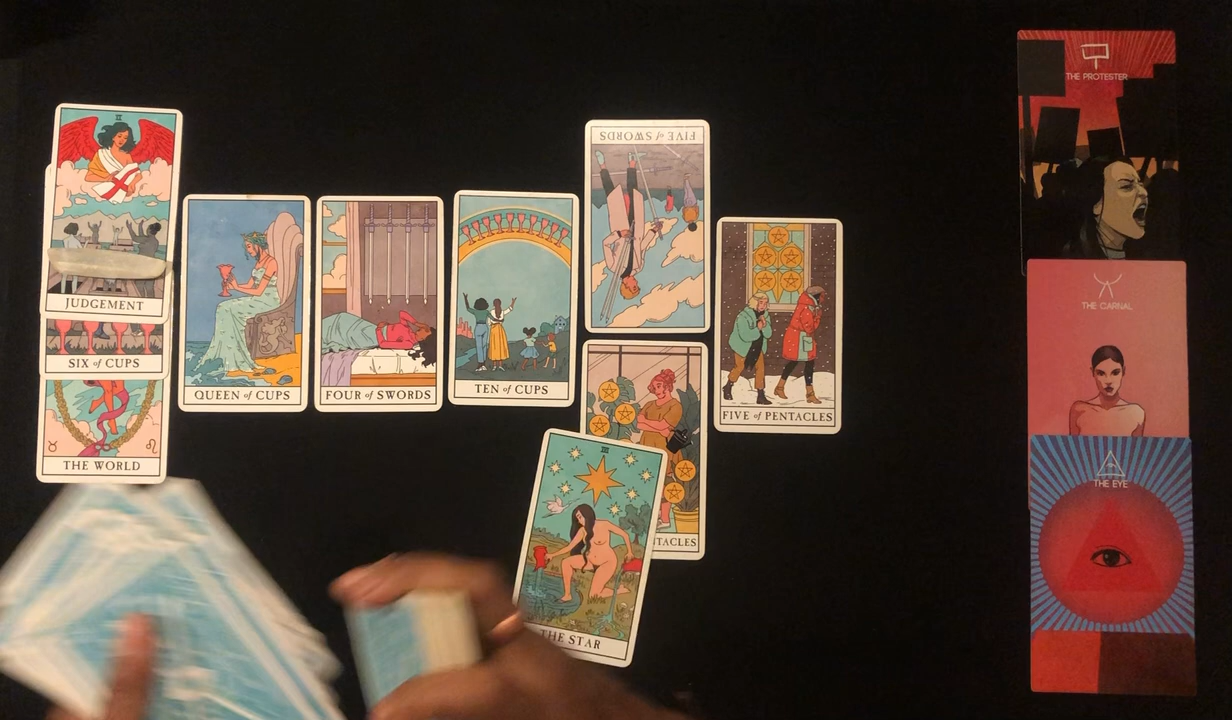 JUDGEMENT
SIX of CUPS
THE WORLD
QUEEN of CUPS
FOUR of SWORDS
TEN of CUPS
FIVE of SWORDS
THE STAR
FIVE of PENTACLES
THE PROTESTER
THE CARNAL
THE EYE